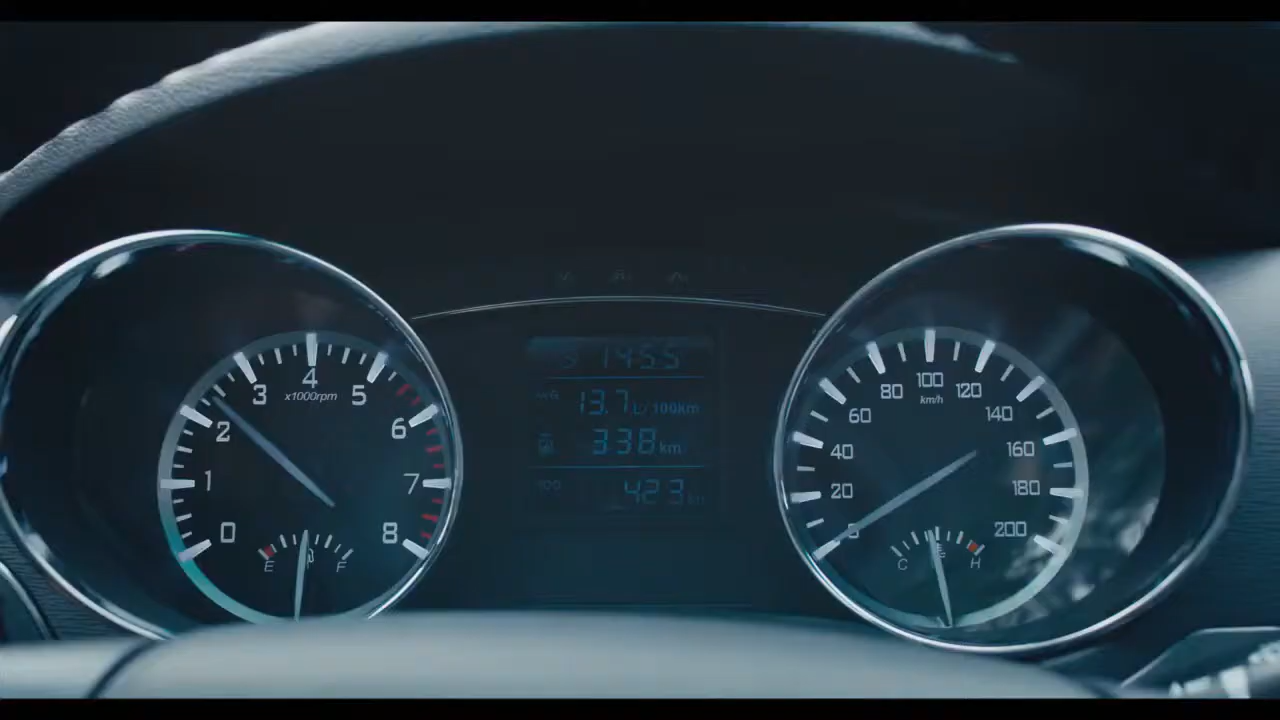 0 1 2 3 4 5 6 7 8
x1000rpm
E F
1455
13.7 L/100km
338 km
423
0 20 40 60 80 100 120 140 160 180 200
km/h
C H